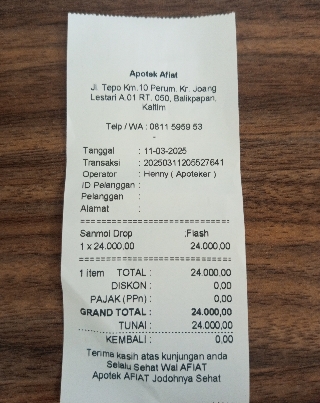 Apotek Afiat
Jl. Tepo Km.10 Perum. Kr. Joang
Lestari A.01 RT. 050, Balikpapan,
Kaltim
Telp / WA : 0811 5959 53
-
Tanggal : 11-03-2025
Transaksi : 20250311205527641
Operator : Henny ( Apoteker )
ID Pelanggan :
Pelanggan :
Alamat :
==============================
Sanmol Drop :Flash
1 x 24.000,00 24.000,00
==============================
1 item TOTAL : 24.000,00
DISKON : 0,00
PAJAK (PPn) : 0,00
GRAND TOTAL : 24.000,00
TUNAI : 24.000,00
KEMBALI : 0,00
Terima kasih atas kunjungan anda
Selalu Sehat Wal AFIAT
Apotek AFIAT Jodohnya Sehat